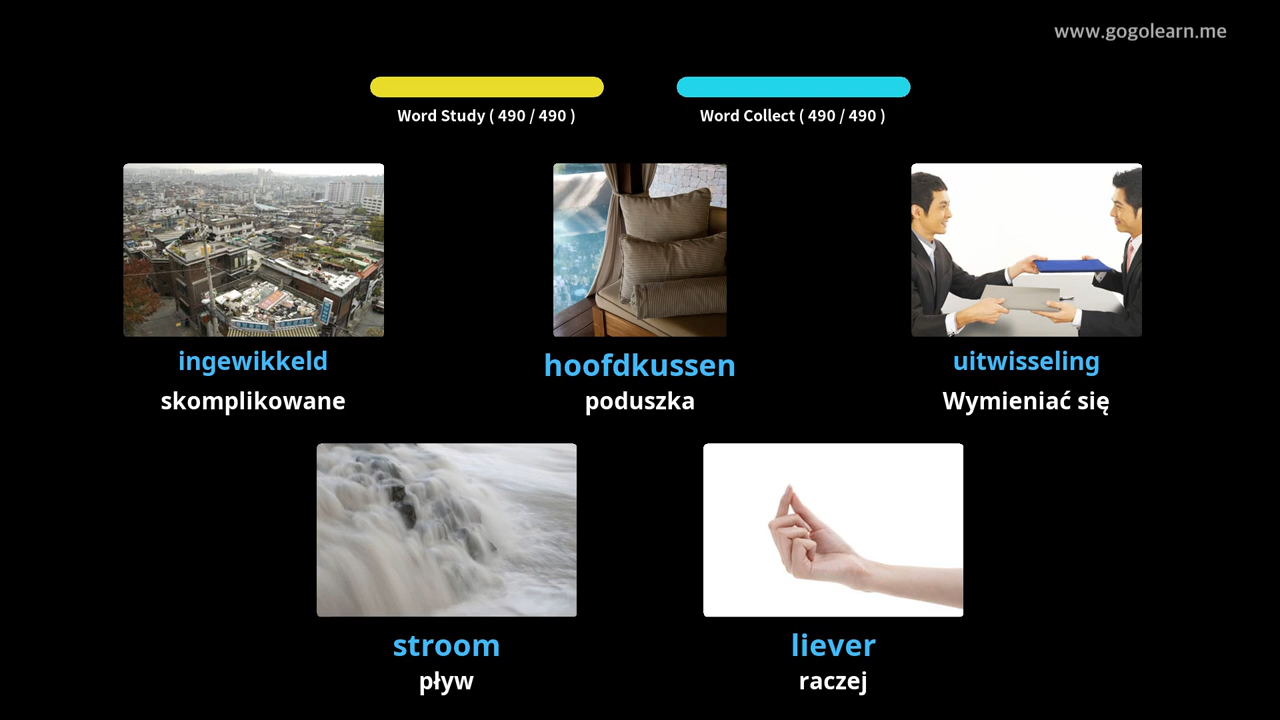 www.gogolearn.me
Word Study ( 490 / 490 )
Word Collect ( 490 / 490 )
ingewikkeld
skomplikowane
hoofdkussen
poduszka
uitwisseling
Wymieniać się
stroom
pływ
liever
raczej